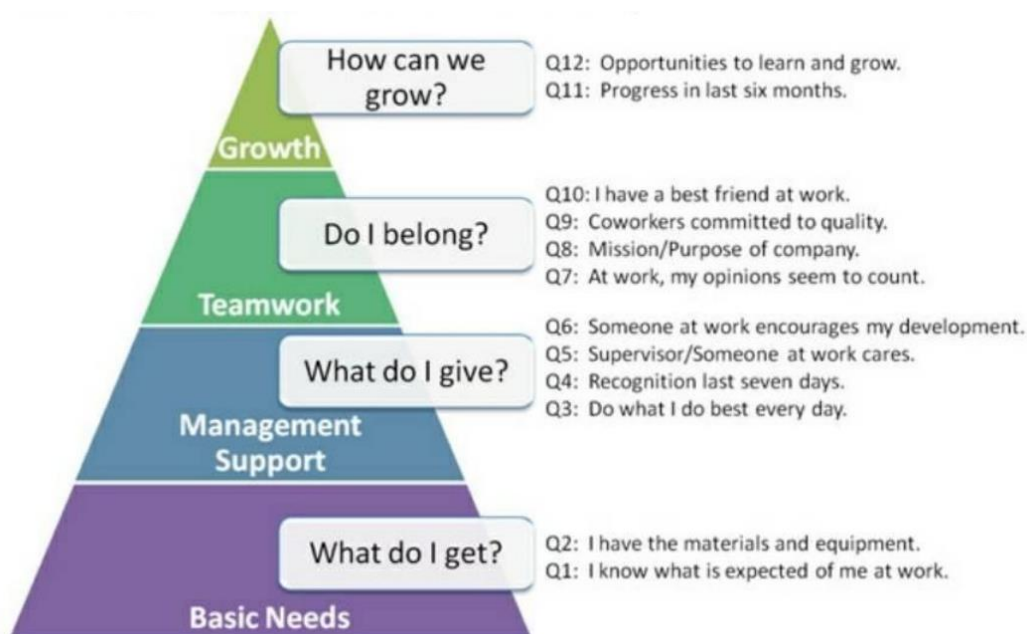 How can we
grow?
Q12: Opportunities to learn and grow.
Q11: Progress in last six months.
Growth
Do I belong?
Q10: I have a best friend at work.
Q9: Coworkers committed to quality.
Q8: Mission/Purpose of company.
Q7: At work, my opinions seem to count.
Teamwork
What do I give?
Q6: Someone at work encourages my development.
Q5: Supervisor/Someone at work cares.
Q4: Recognition last seven days.
Q3: Do what I do best every day.
Management
Support
What do I get?
Q2: I have the materials and equipment.
Q1: I know what is expected of me at work.
Basic Needs